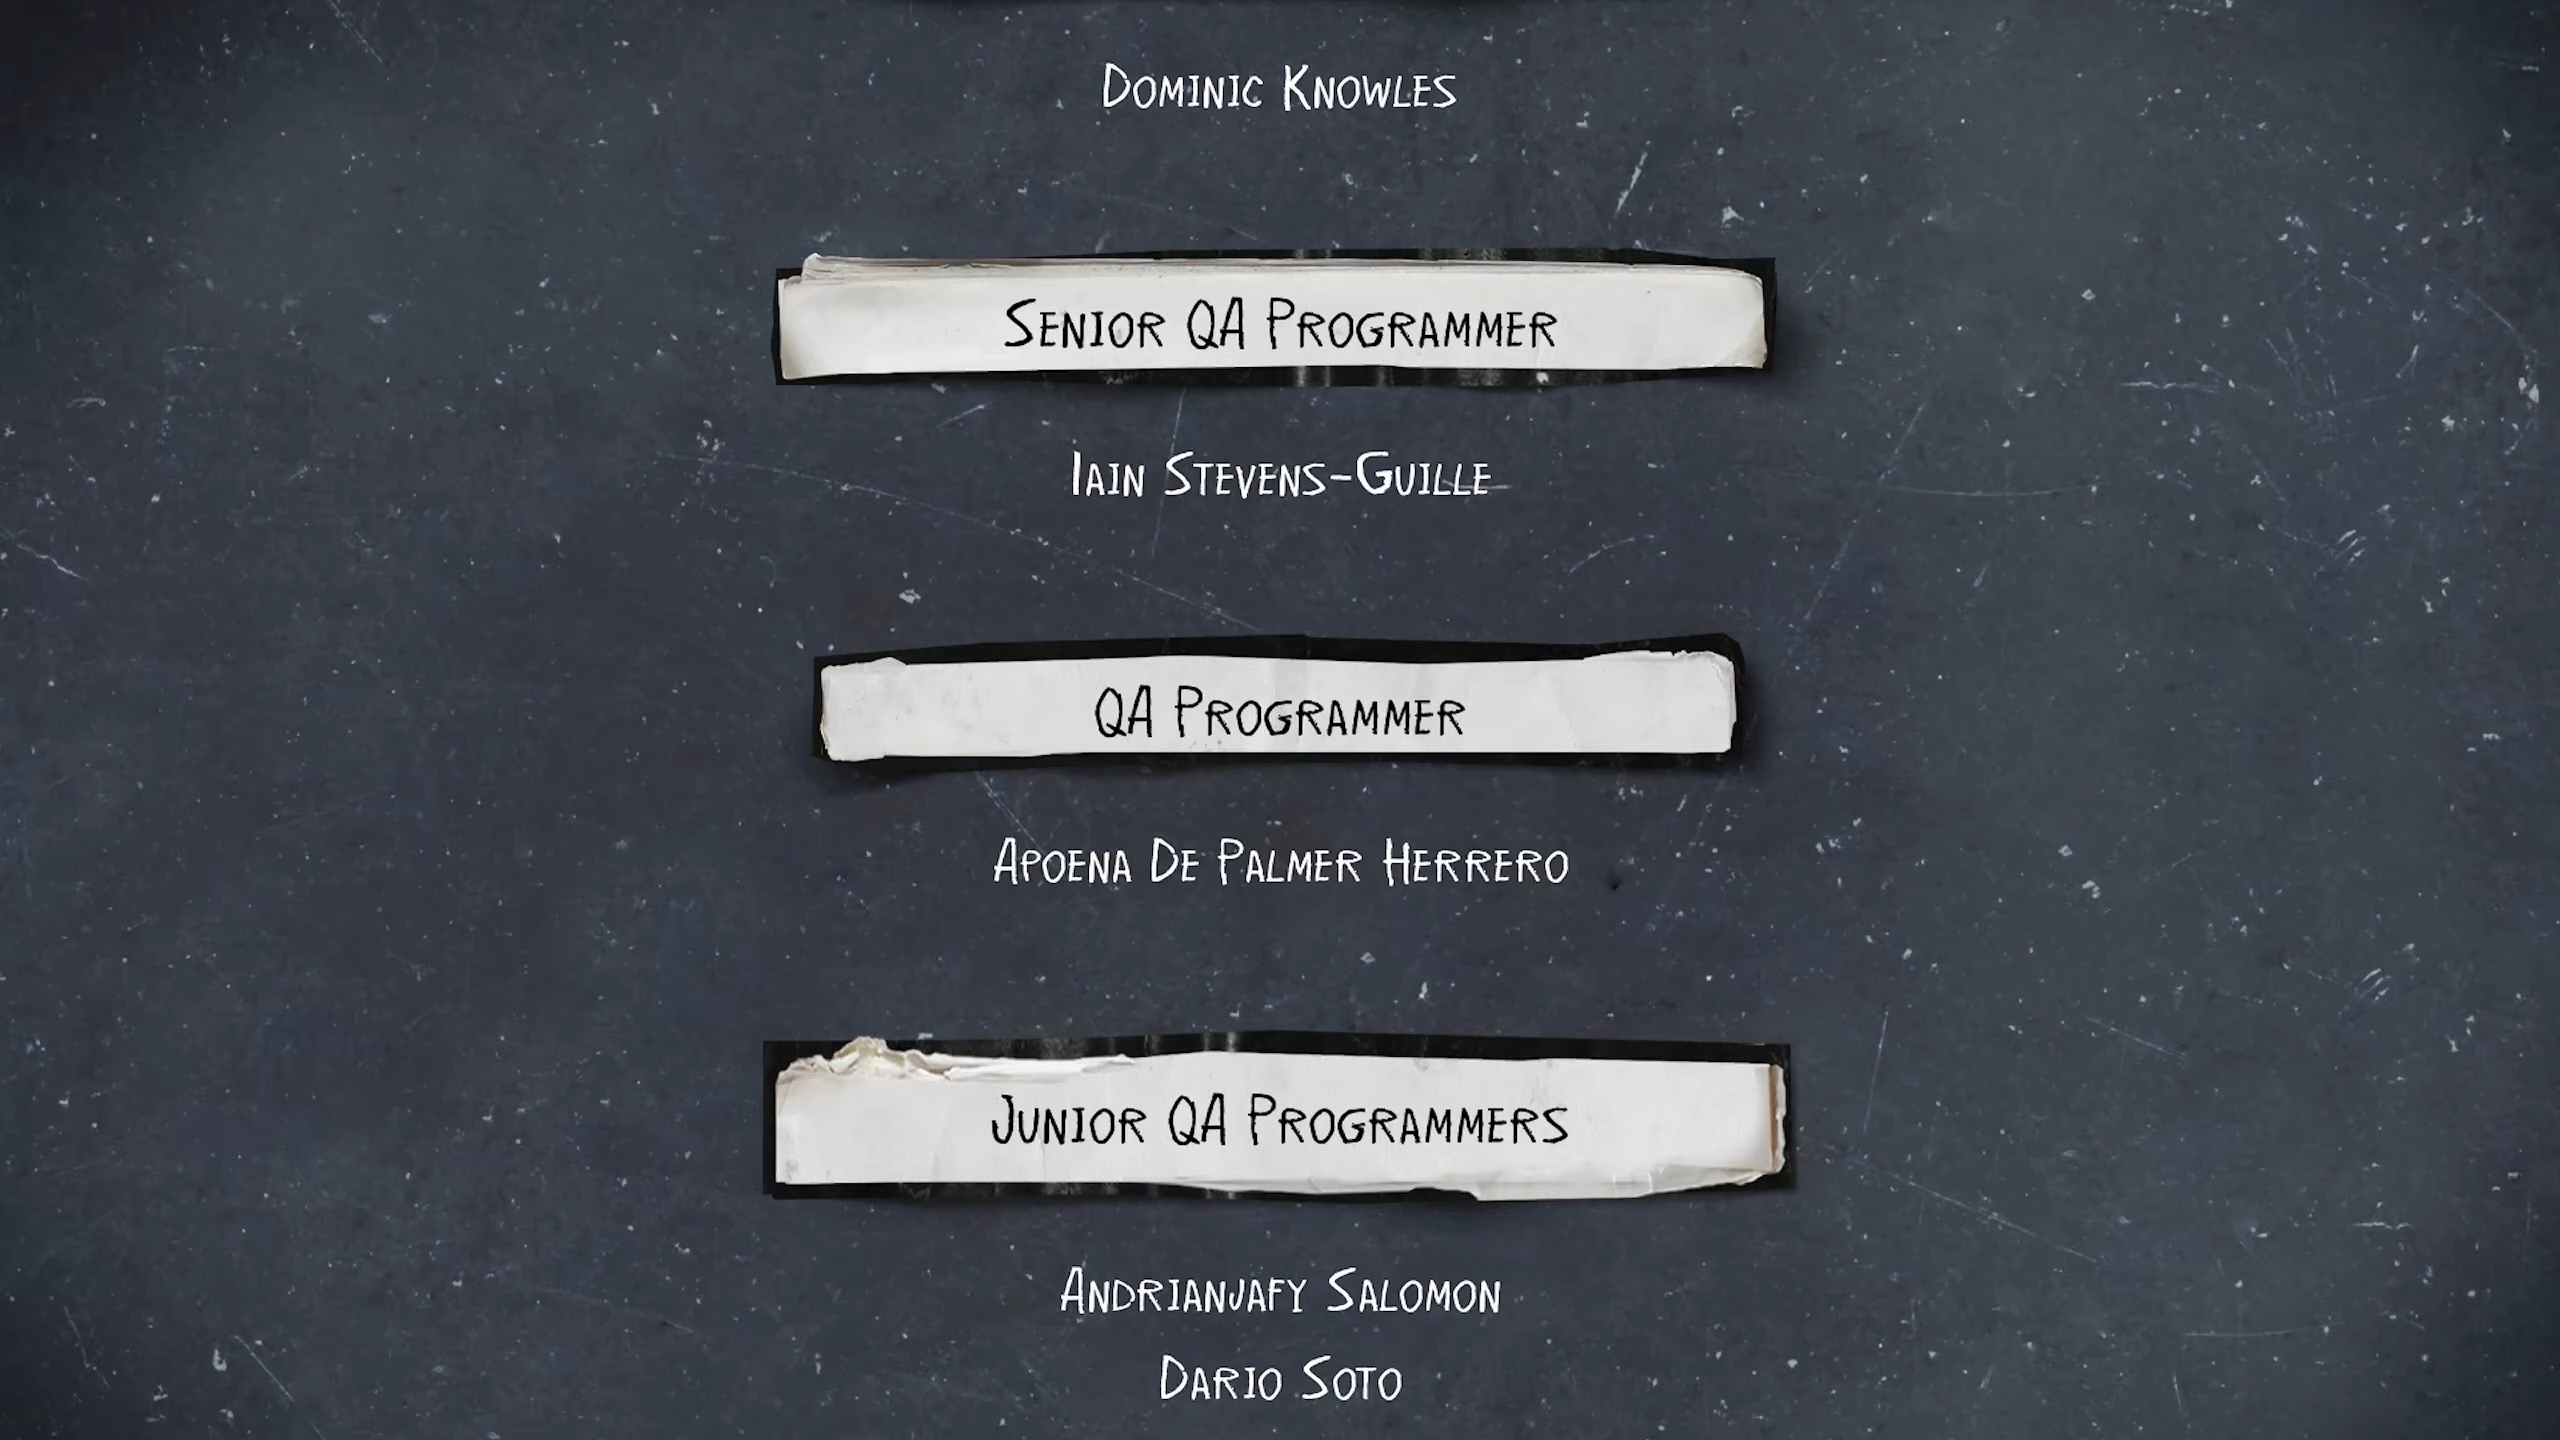 Dominic Knowles
Senior QA Programmer
Iain Stevens-Guille
QA Programmer
Apoena De Palmer Herrero
Junior QA Programmers
Andrianjafy Salomon
Dario Soto